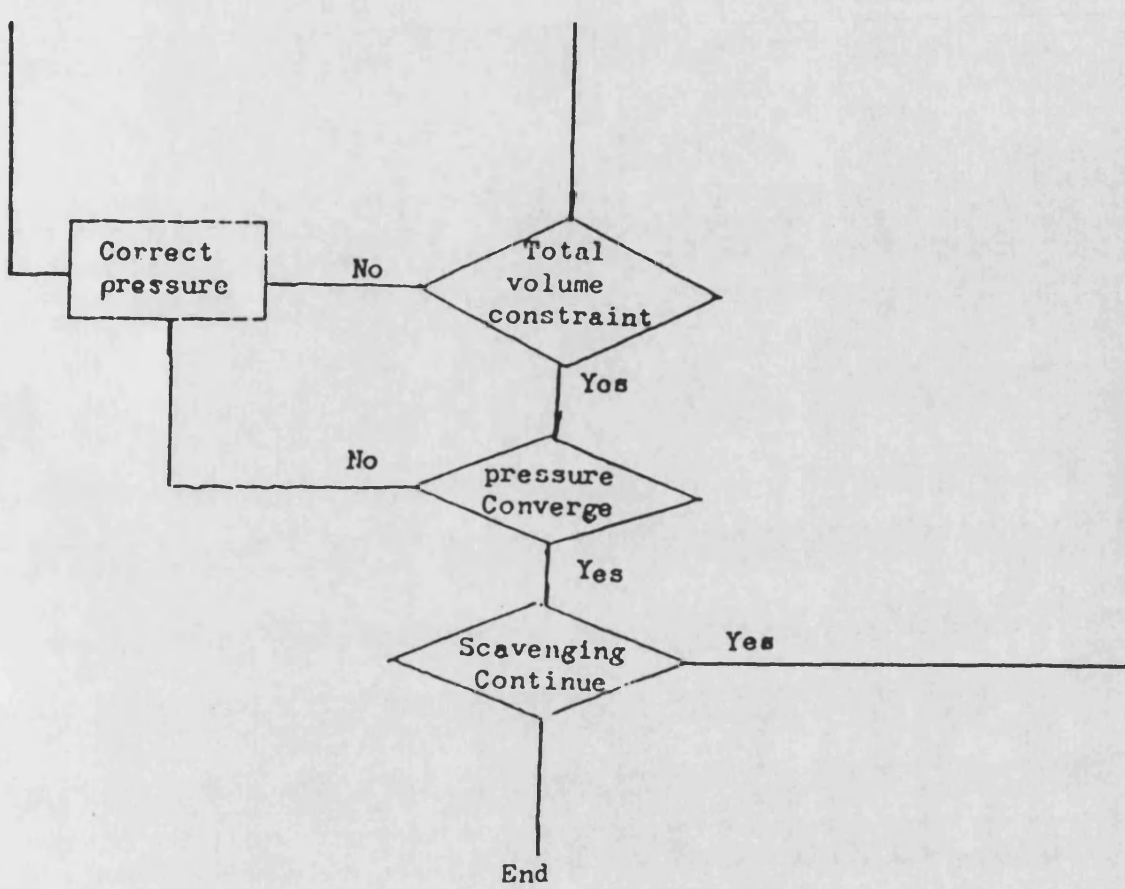 Correct
pressure
No
Total
volume
constraint
Yes
No
pressure
Converge
Yes
Scavenging
Continue
Yes
End